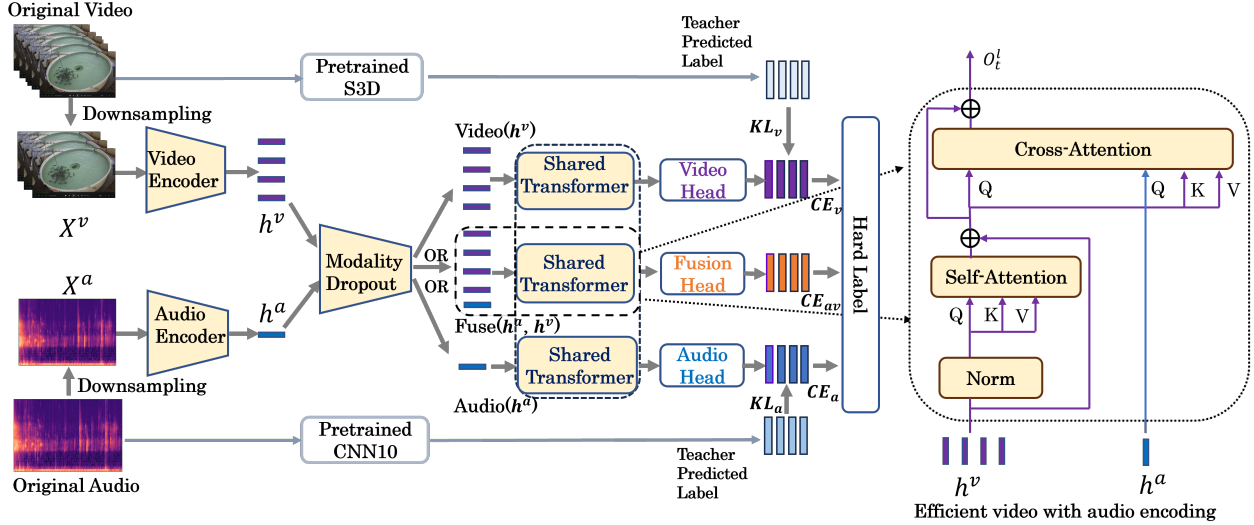 Original Video
Downsampling
X^v
Video
Encoder
h^v
Pretrained
S3D
Teacher
Predicted
Label
KL_v
Video(h^v)
Shared
Transformer
Video
Head
CE_v
Modality
Dropout
OR
OR
Shared
Transformer
Fusion
Head
CE_av
Fuse(h^a, h^v)
Hard Label
X^a
Audio
Encoder
h^a
Downsampling
Shared
Transformer
Audio
Head
CE_a
KL_a
Audio(h^a)
Original Audio
Pretrained
CNN10
Teacher
Predicted
Label
O_t^l
Cross-Attention
Q
Q
K
V
Self-Attention
Q
K
V
Norm
h^v
h^a
Efficient video with audio encoding